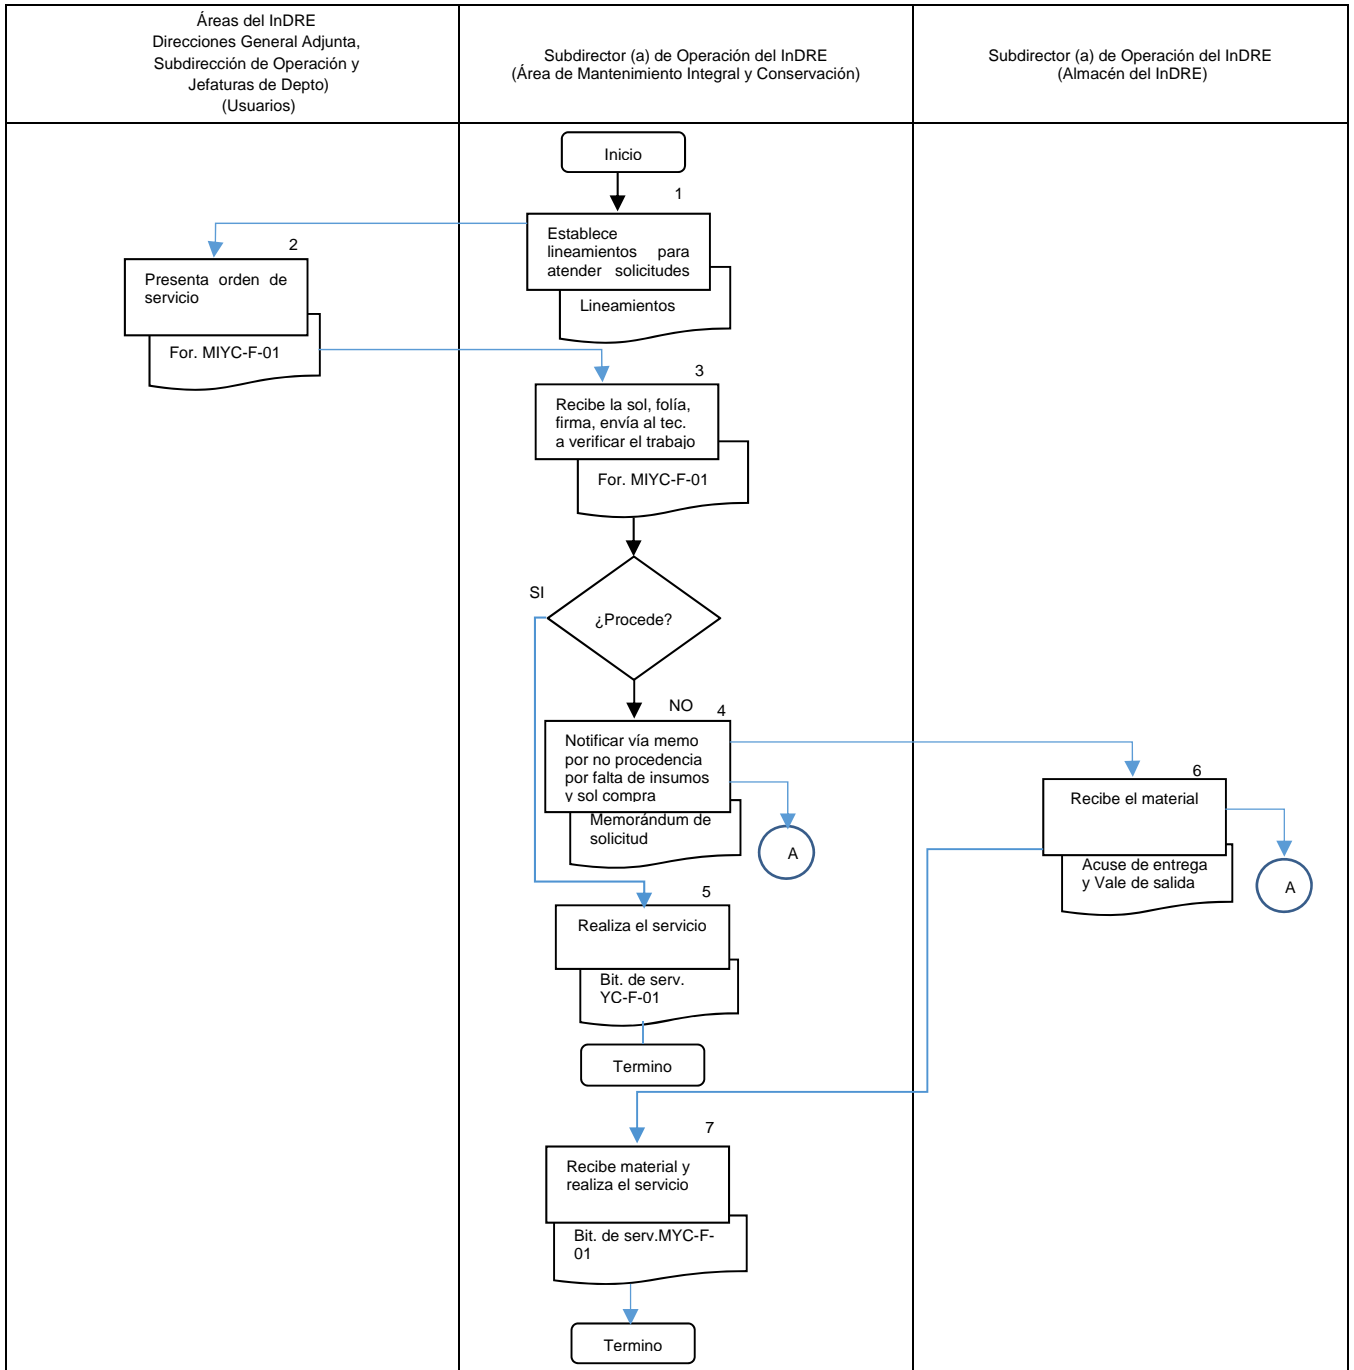 Áreas del InDRE
Direcciones General Adjunta,
Subdirección de Operación y
Jefaturas de Depto)
(Usuarios)
Subdirector (a) de Operación del InDRE
(Área de Mantenimiento Integral y Conservación)
Subdirector (a) de Operación del InDRE
(Almacén del InDRE)
Inicio
1
Establece
lineamientos para
atender solicitudes
Lineamientos
2
Presenta orden de
servicio
For. MIYC-F-01
3
Recibe la sol, folía,
firma, envía al tec.
a verificar el trabajo
For. MIYC-F-01
SI
¿Procede?
NO
4
Notificar vía memo
por no procedencia
por falta de insumos
y sol compra
Memorándum de
solicitud
A
6
Recibe el material
Acuse de entrega
y Vale de salida
A
5
Realiza el servicio
Bit. de serv.
YC-F-01
Termino
7
Recibe material y
realiza el servicio
Bit. de serv.MYC-F-
01
Termino